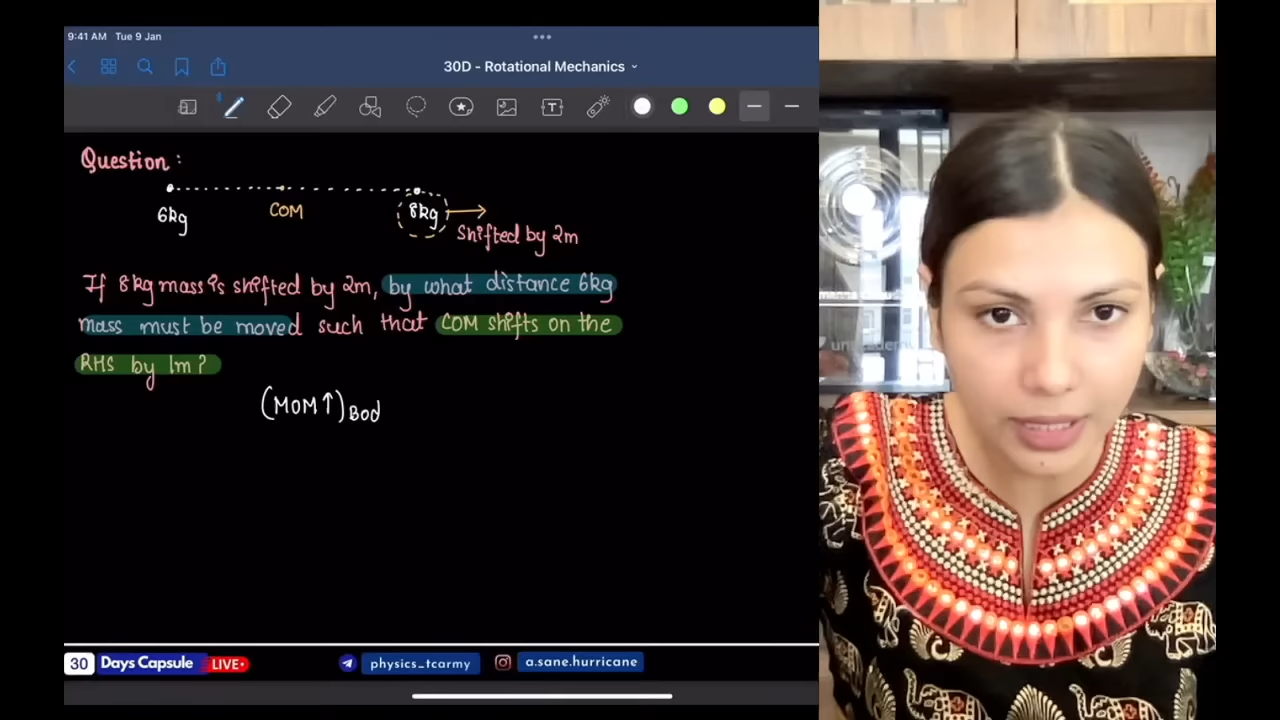 9:41 AM Tue 9 Jan
30D - Rotational Mechanics
Question :
6kg
COM
8kg
Shifted by 2m
If 8kg mass is shifted by 2m, by what distance 6kg
mass must be moved such that COM shifts on the
RHS by 1m?
(MOM↑)Bod
30 Days Capsule LIVE
physics_tcarmy
a.sane.hurricane